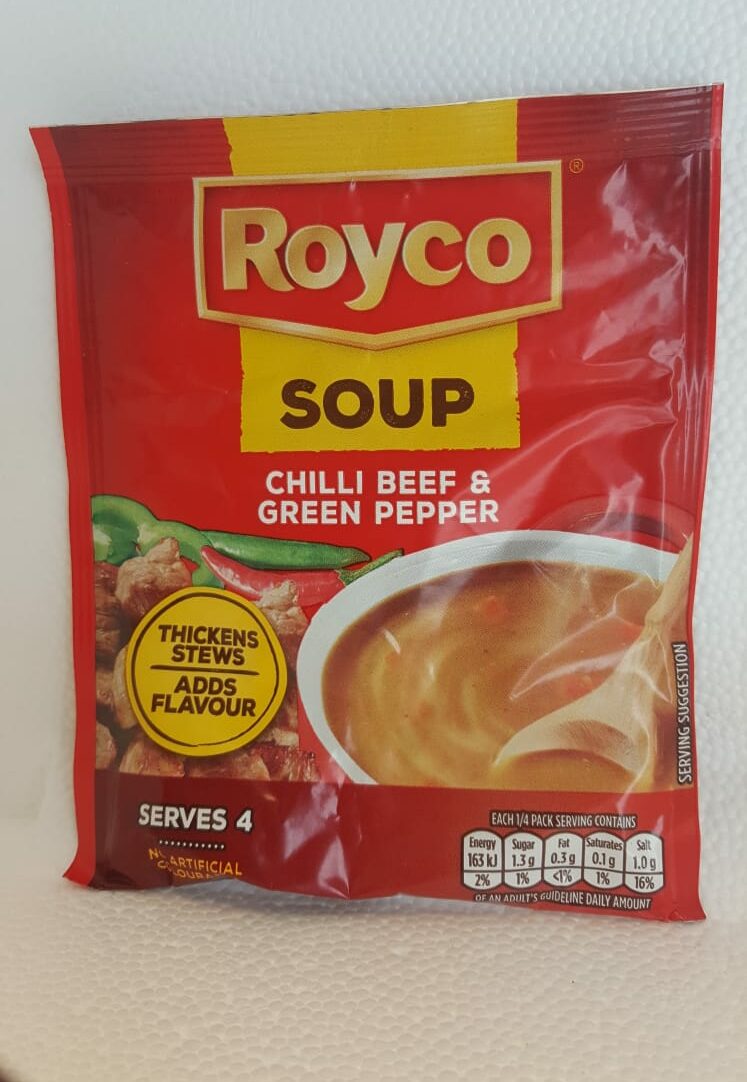 Royco
®
SOUP
CHILLI BEEF &
GREEN PEPPER
THICKENS
STEWS
ADDS
FLAVOUR
SERVING SUGGESTION
SERVES 4
ARTIFICIAL
EACH 1/4 PACK SERVING CONTAINS
Energy Sugar Fat Saturates Salt
163 kJ 1.3 g 0.3 g 0.1 g 1.0 g
2% 1% <1% 1% 16%
OF AN ADULT'S GUIDELINE DAILY AMOUNT